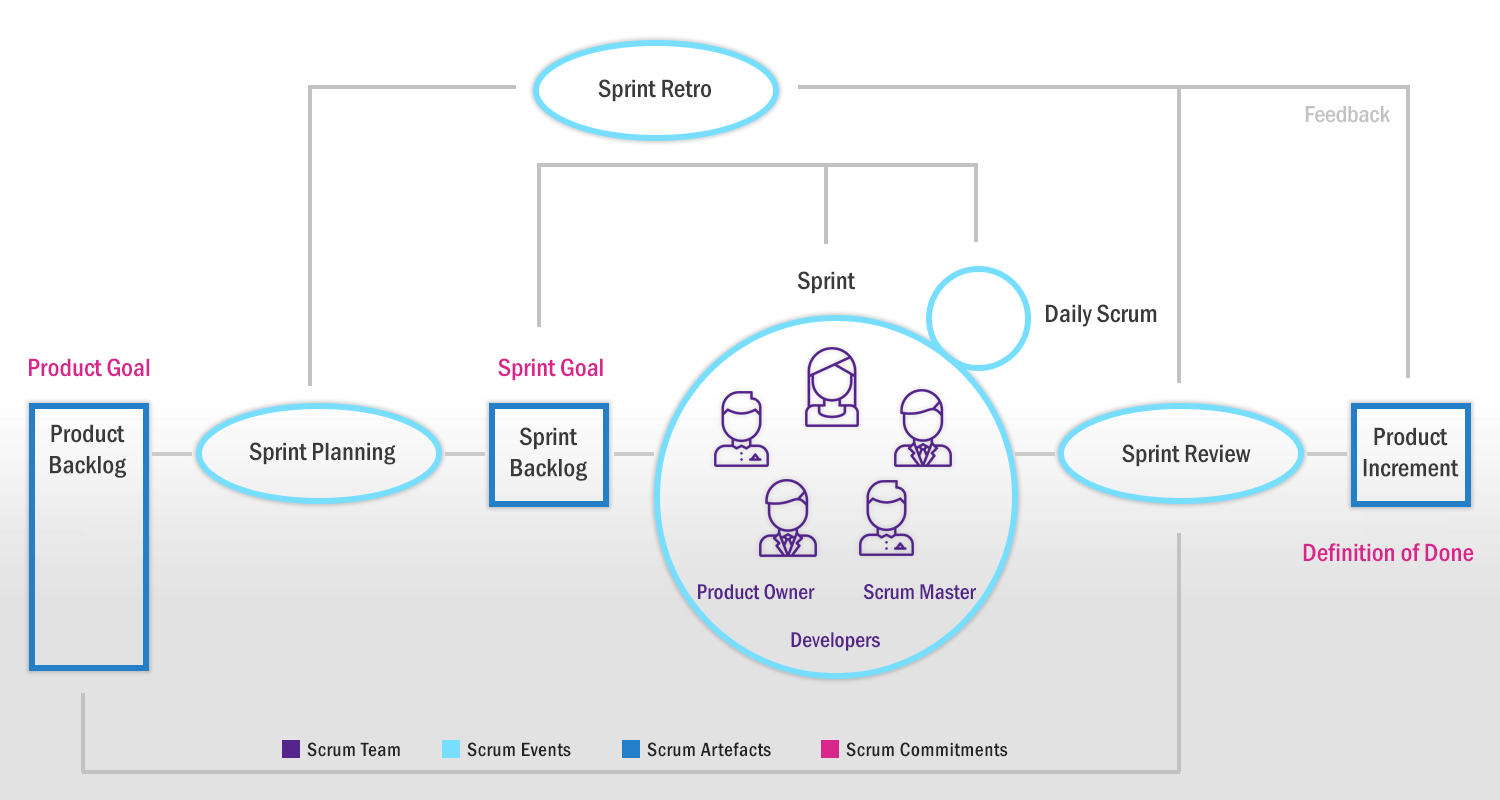 Sprint Retro
Feedback
Sprint
Daily Scrum
Product Goal
Sprint Goal
Product
Backlog
Sprint Planning
Sprint
Backlog
Sprint Review
Product
Increment
Definition of Done
Product Owner
Scrum Master
Developers
Scrum Team
Scrum Events
Scrum Artefacts
Scrum Commitments